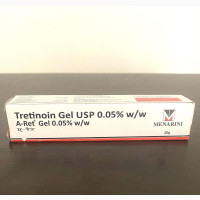 Tretinoin Gel USP 0.05% w/w
A-Ret® Gel 0.05% w/w
MENARINI
20g